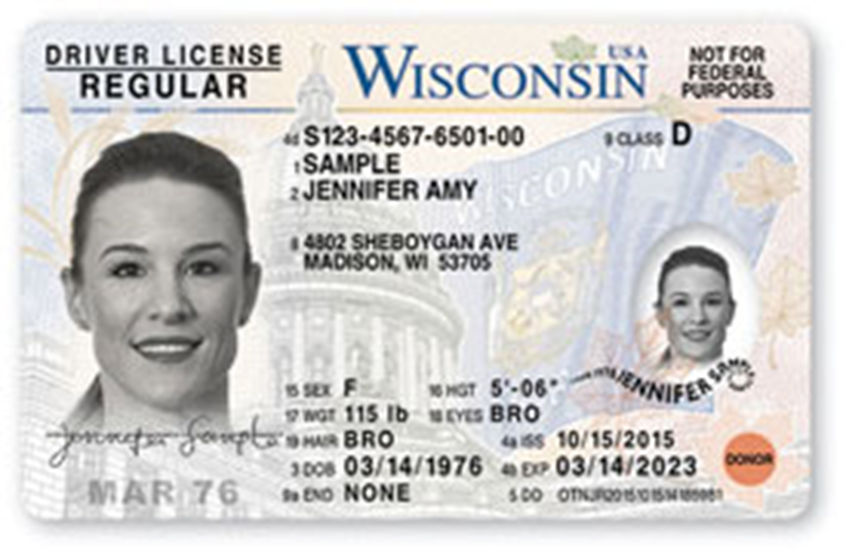 DRIVER LICENSE
REGULAR
WISCONSIN USA
NOT FOR
FEDERAL
PURPOSES
4d S123-4567-6501-00
9 CLASS D
1 SAMPLE
2 JENNIFER AMY
8 4802 SHEBOYGAN AVE
MADISON, WI 53705
WISCONSIN
15 SEX F 16 HGT 5'-06"
17 WGT 115 lb 18 EYES BRO
19 HAIR BRO 4a ISS 10/15/2015
3 DOB 03/14/1976 4b EXP 03/14/2023
9a END NONE 5 DD
JENNIFER SAMPLE
Jennifer Sample
MAR 76
DONOR